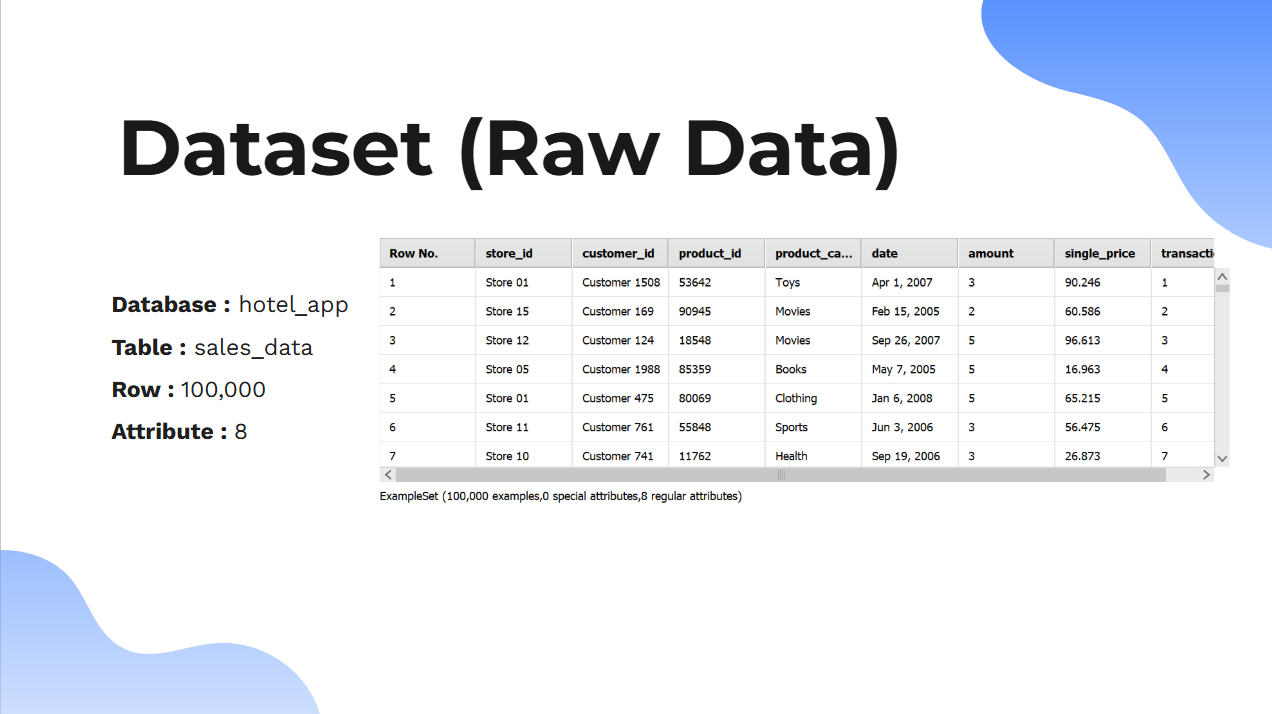 Dataset (Raw Data)
Database : hotel_app
Table : sales_data
Row : 100,000
Attribute : 8
Row No. store_id customer_id product_id product_ca... date amount single_price transacti
1 Store 01 Customer 1508 53642 Toys Apr 1, 2007 3 90.246 1
2 Store 15 Customer 169 90945 Movies Feb 15, 2005 2 60.586 2
3 Store 12 Customer 124 18548 Movies Sep 26, 2007 5 96.613 3
4 Store 05 Customer 1988 85359 Books May 7, 2005 5 16.963 4
5 Store 01 Customer 475 80069 Clothing Jan 6, 2008 5 65.215 5
6 Store 11 Customer 761 55848 Sports Jun 3, 2006 3 56.475 6
7 Store 10 Customer 741 11762 Health Sep 19, 2006 3 26.873 7
ExampleSet (100,000 examples,0 special attributes,8 regular attributes)